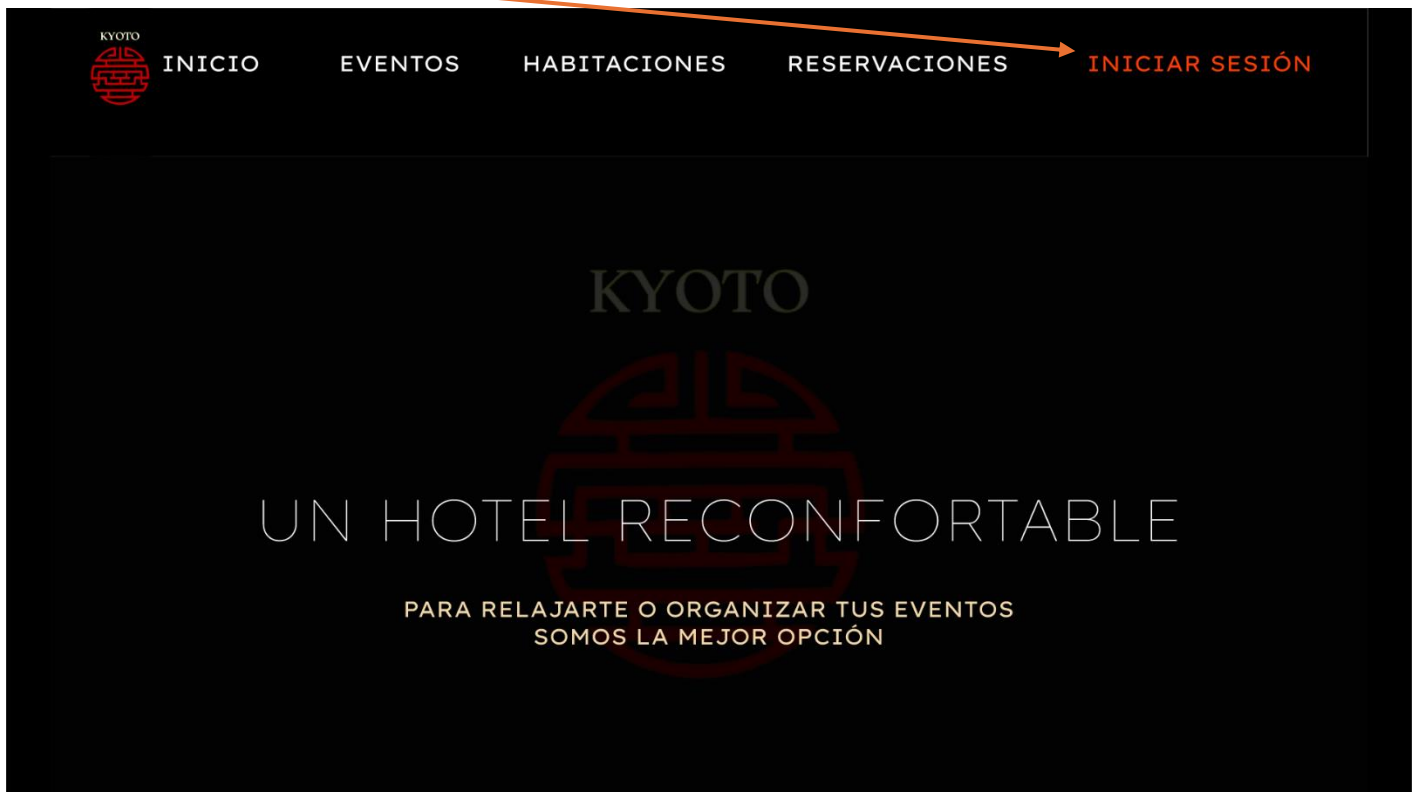 KYOTO
INICIO EVENTOS HABITACIONES RESERVACIONES INICIAR SESIÓN
KYOTO
UN HOTEL RECONFORTABLE
PARA RELAJARTE O ORGANIZAR TUS EVENTOS
SOMOS LA MEJOR OPCIÓN